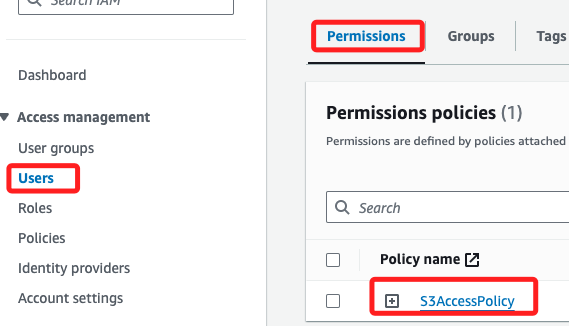 Search IAM
Dashboard
Access management
User groups
Users
Roles
Policies
Identity providers
Account settings
Permissions
Groups
Tags
Permissions policies (1)
Permissions are defined by policies attached
Search
Policy name
S3AccessPolicy